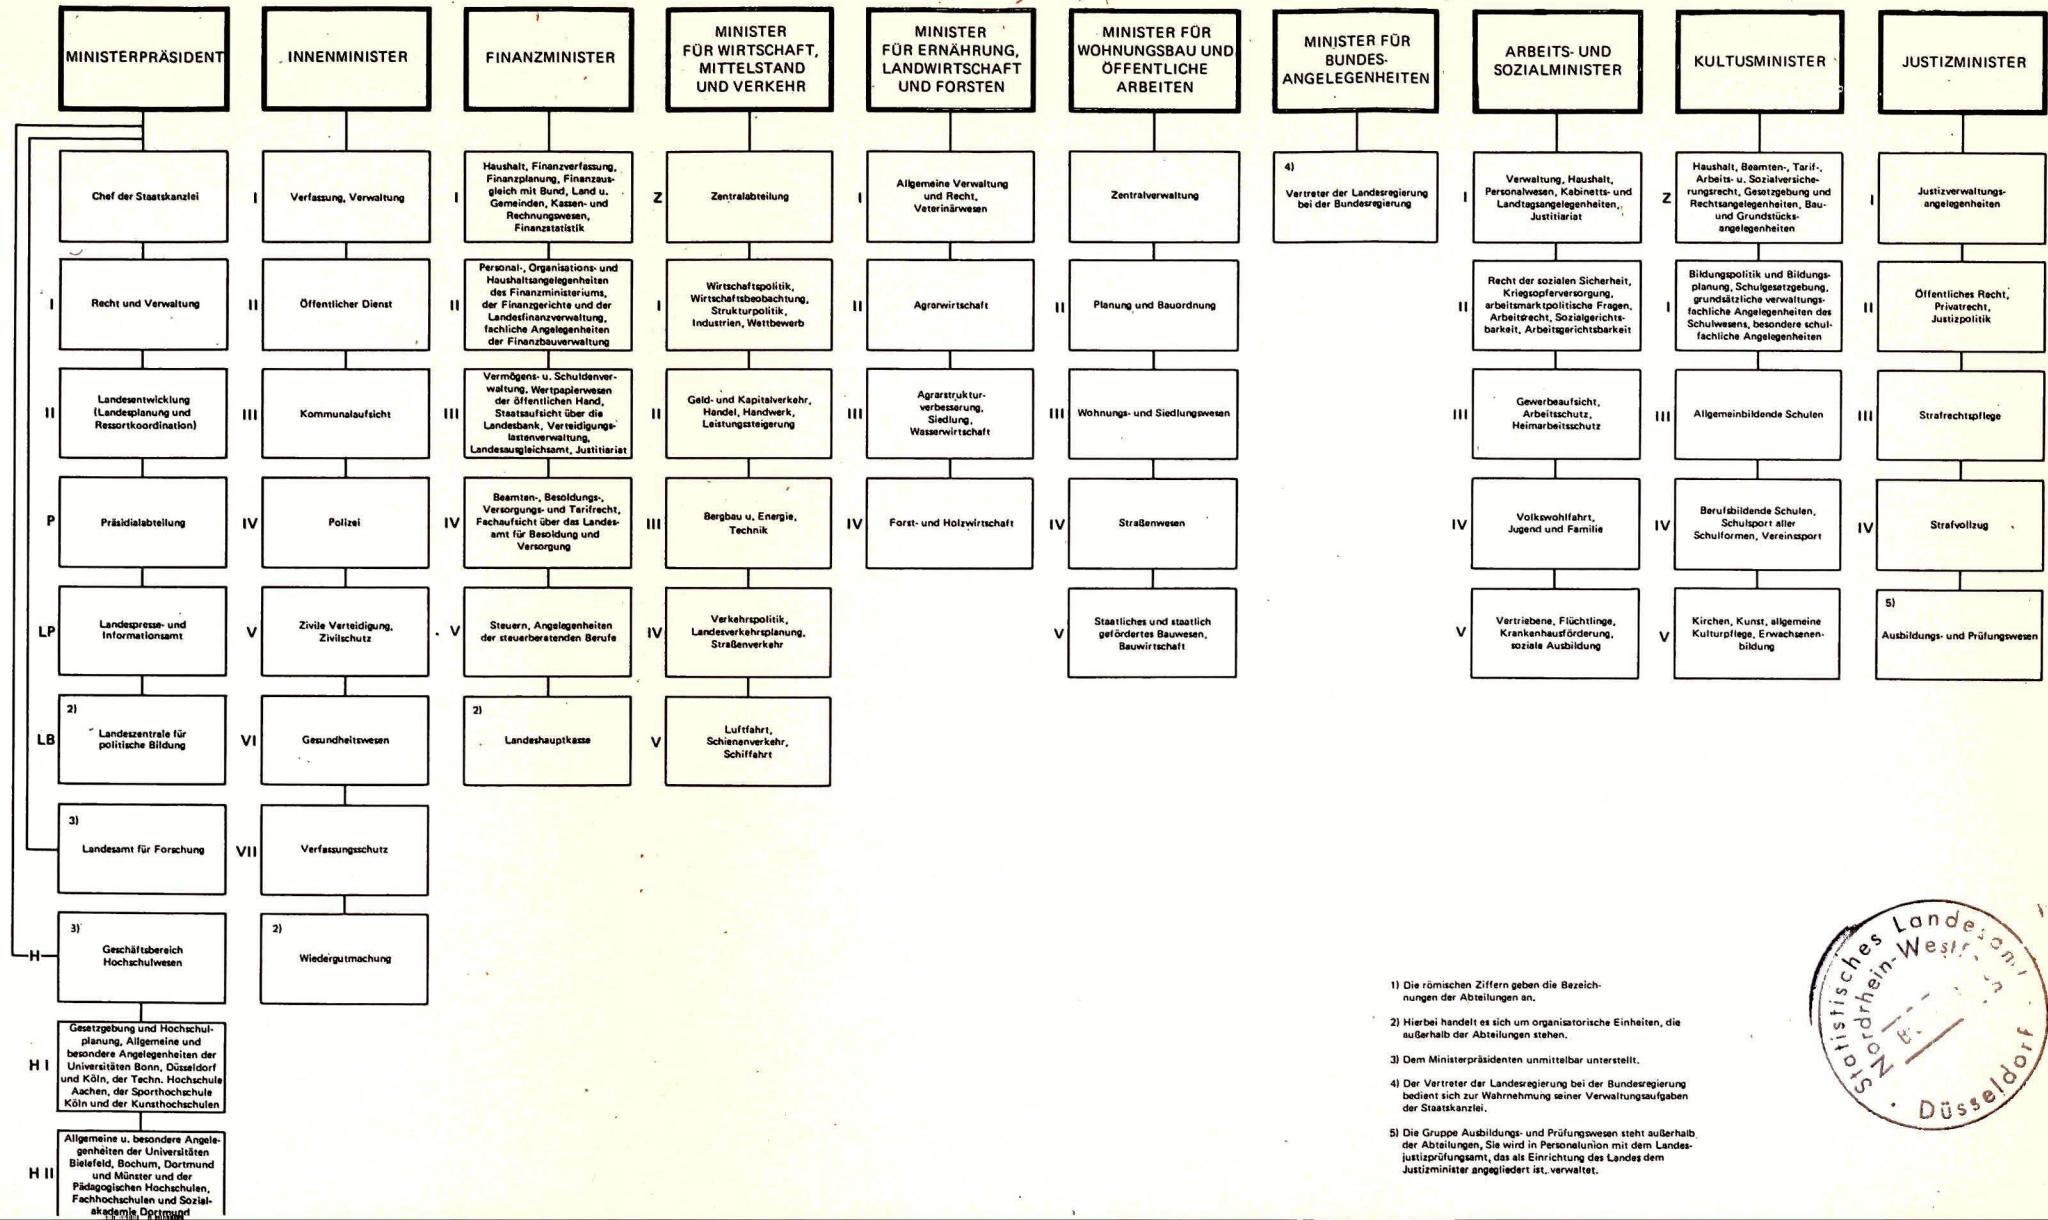 MINISTERPRÄSIDENT
Chef der Staatskanzlei
I
Recht und Verwaltung
II
Landesentwicklung
(Landesplanung und
Ressortkoordination)
P
Präsidialabteilung
LP
Landespresse- und
Informationsamt
LB
2)
Landeszentrale für
politische Bildung
3)
Landesamt für Forschung
H
3)
Geschäftsbereich
Hochschulwesen
H I
Gesetzgebung und Hochschul-
planung, Allgemeine und
besondere Angelegenheiten der
Universitäten Bonn, Düsseldorf
und Köln, der Techn. Hochschule
Aachen, der Sporthochschule
Köln und der Kunsthochschulen
H II
Allgemeine u. besondere Angele-
genheiten der Universitäten
Bielefeld, Bochum, Dortmund
und Münster und der
Pädagogischen Hochschulen,
Fachhochschulen und Sozial-
akademie Dortmund
INNENMINISTER
I
Verfassung, Verwaltung
II
Öffentlicher Dienst
III
Kommunalaufsicht
IV
Polizei
V
Zivile Verteidigung,
Zivilschutz
VI
Gesundheitswesen
VII
Verfassungsschutz
2)
Wiedergutmachung
FINANZMINISTER
I
Haushalt, Finanzverfassung,
Finanzplanung, Finanzaus-
gleich mit Bund, Land u.
Gemeinden, Kassen- und
Rechnungswesen,
Finanzstatistik
II
Personal-, Organisations- und
Haushaltsangelegenheiten
des Finanzministeriums,
der Finanzgerichte und der
Landesfinanzverwaltung,
fachliche Angelegenheiten
der Finanzbauverwaltung
III
Vermögens- u. Schuldenver-
waltung, Wertpapierwesen
der öffentlichen Hand,
Staatsaufsicht über die
Landesbank, Verteidigungs-
lastenverwaltung,
Landesausgleichsamt, Justitiariat
IV
Beamten-, Besoldungs-,
Versorgungs- und Tarifrecht,
Fachaufsicht über das Landes-
amt für Besoldung und
Versorgung
V
Steuern, Angelegenheiten
der steuerberatenden Berufe
2)
Landeshauptkasse
MINISTER
FÜR WIRTSCHAFT,
MITTELSTAND
UND VERKEHR
Z
Zentralabteilung
I
Wirtschaftspolitik,
Wirtschaftsbeobachtung,
Strukturpolitik,
Industrien, Wettbewerb
II
Geld- und Kapitalverkehr,
Handel, Handwerk,
Leistungssteigerung
III
Bergbau u. Energie,
Technik
IV
Verkehrspolitik,
Landesverkehrsplanung,
Straßenverkehr
V
Luftfahrt,
Schienenverkehr,
Schiffahrt
MINISTER
FÜR ERNÄHRUNG,
LANDWIRTSCHAFT
UND FORSTEN
I
Allgemeine Verwaltung
und Recht,
Veterinärwesen
II
Agrarwirtschaft
III
Agrarstruktur-
verbesserung,
Siedlung,
Wasserwirtschaft
IV
Forst- und Holzwirtschaft
MINISTER FÜR
WOHNUNGSBAU UND
ÖFFENTLICHE
ARBEITEN
I
Zentralverwaltung
II
Planung und Bauordnung
III
Wohnungs- und Siedlungswesen
IV
Straßenwesen
V
Staatliches und staatlich
gefördertes Bauwesen,
Bauwirtschaft
MINISTER FÜR
BUNDES-
ANGELEGENHEITEN
4)
Vertreter der Landesregierung
bei der Bundesregierung
ARBEITS- UND
SOZIALMINISTER
I
Verwaltung, Haushalt,
Personalwesen, Kabinetts- und
Landtagsangelegenheiten,
Justitiariat
II
Recht der sozialen Sicherheit,
Kriegsopferversorgung,
arbeitsmarktpolitische Fragen,
Arbeitsrecht, Sozialgerichts-
barkeit, Arbeitsgerichtsbarkeit
III
Gewerbeaufsicht,
Arbeitsschutz,
Heimarbeitsschutz
IV
Volkswohlfahrt,
Jugend und Familie
V
Vertriebene, Flüchtlinge,
Krankenhausförderung,
soziale Ausbildung
KULTUSMINISTER
Z
Haushalt, Beamten-, Tarif-,
Arbeits- u. Sozialversiche-
rungsrecht, Gesetzgebung und
Rechtsangelegenheiten, Bau-
und Grundstücks-
angelegenheiten
I
Bildungspolitik und Bildungs-
planung, Schulgesetzgebung,
grundsätzliche verwaltungs-
fachliche Angelegenheiten des
Schulwesens, besondere schul-
fachliche Angelegenheiten
III
Allgemeinbildende Schulen
IV
Berufsbildende Schulen,
Schulsport aller
Schulformen, Vereinssport
V
Kirchen, Kunst, allgemeine
Kulturpflege, Erwachsenen-
bildung
JUSTIZMINISTER
I
Justizverwaltungs-
angelegenheiten
II
Öffentliches Recht,
Privatrecht,
Justizpolitik
III
Strafrechtspflege
IV
Strafvollzug
5)
Ausbildungs- und Prüfungswesen
1) Die römischen Ziffern geben die Bezeich-
nungen der Abteilungen an.
2) Hierbei handelt es sich um organisatorische Einheiten, die
außerhalb der Abteilungen stehen.
3) Dem Ministerpräsidenten unmittelbar unterstellt.
4) Der Vertreter der Landesregierung bei der Bundesregierung
bedient sich zur Wahrnehmung seiner Verwaltungsaufgaben
der Staatskanzlei.
5) Die Gruppe Ausbildungs- und Prüfungswesen steht außerhalb
der Abteilungen, Sie wird in Personalunion mit dem Landes-
justizprüfungsamt, das als Einrichtung des Landes dem
Justizminister angegliedert ist, verwaltet.
Statistisches Landesamt
Düsseldorf